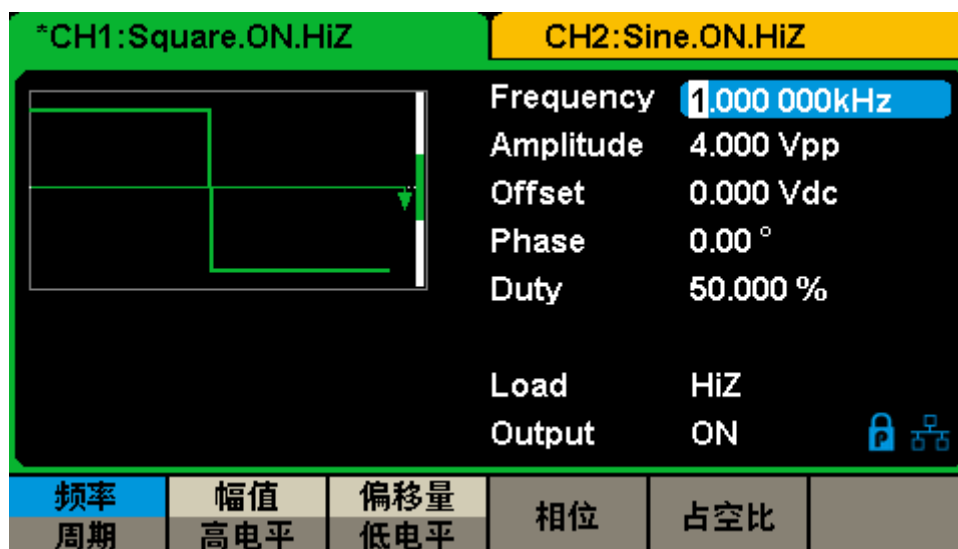 *CH1:Square.ON.HiZ
CH2:Sine.ON.HiZ
Frequency 1.000 000kHz
Amplitude 4.000 Vpp
Offset 0.000 Vdc
Phase 0.00 °
Duty 50.000 %
Load HiZ
Output ON
P
频率 幅值 偏移量 相位 占空比
周期 高电平 低电平